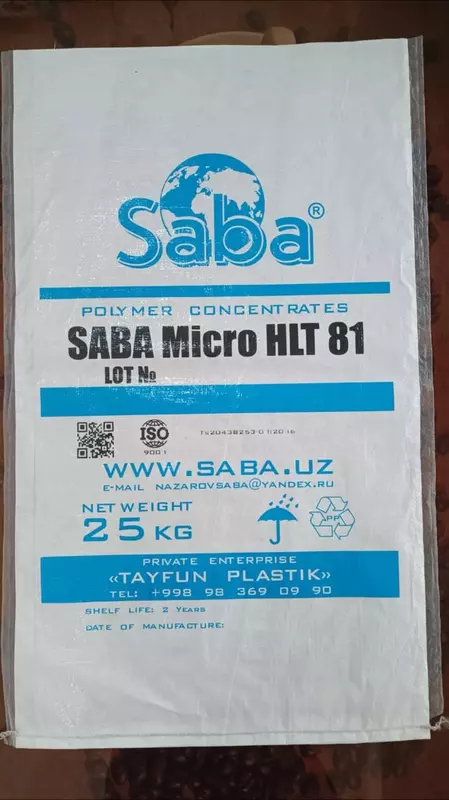 Saba®
POLYMER CONCENTRATES
SABA Micro HLT 81
LOT №
ISO
9001
WWW.SABA.UZ
E-MAIL NAZAROVSABA@YANDEX.RU
NET WEIGHT
25 KG
PP
PRIVATE ENTERPRISE
«TAYFUN PLASTIK»
TEL: +998 98 369 09 90
SHELF LIFE: 2 YEARS
DATE OF MANUFACTURE: